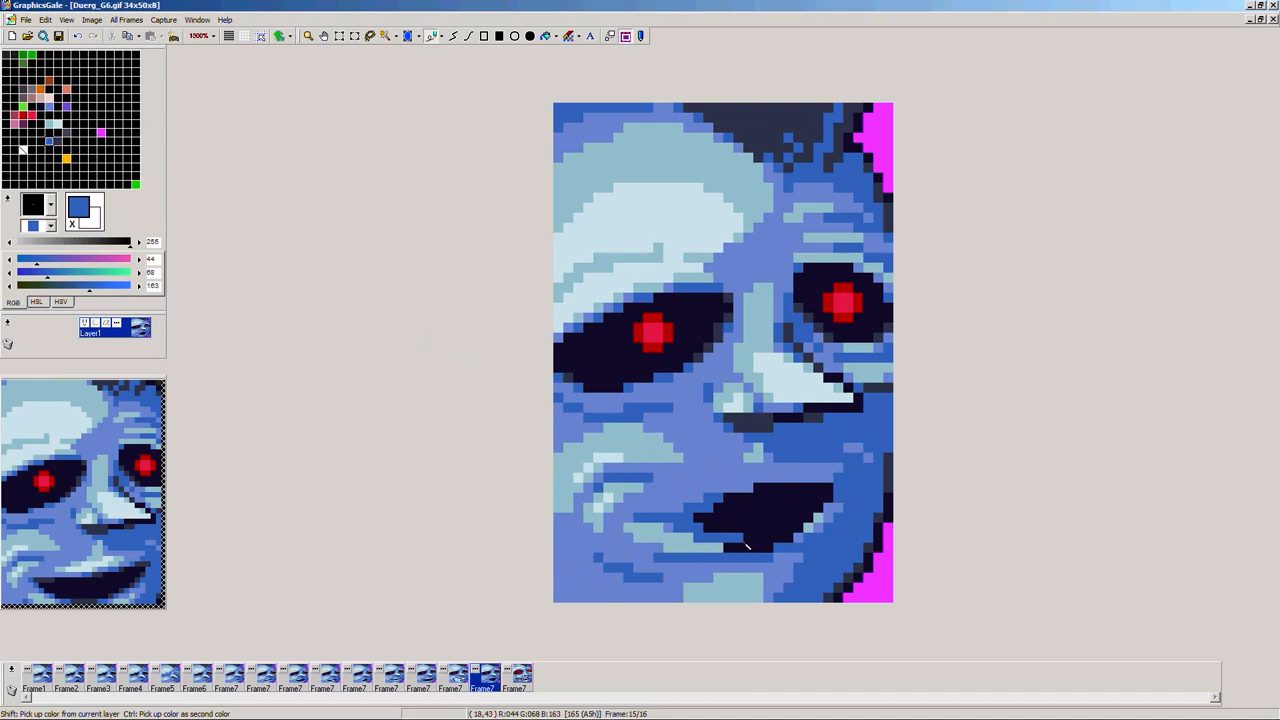 GraphicsGale - [Duerg_G6.gif 34x50x8]
File Edit View Image All Frames Capture Window Help
1500%
A
X
255
44
68
163
RGB HSL HSV
Layer1
Frame1 Frame2 Frame3 Frame4 Frame5 Frame6 Frame7 Frame7 Frame7 Frame7 Frame7 Frame7 Frame7 Frame7 Frame7 Frame7
Shift: Pick up color from current layer Ctrl: Pick up color as second color
( 18,43 ) R:044 G:068 B:163 [165 (A5h) Frame:15/16